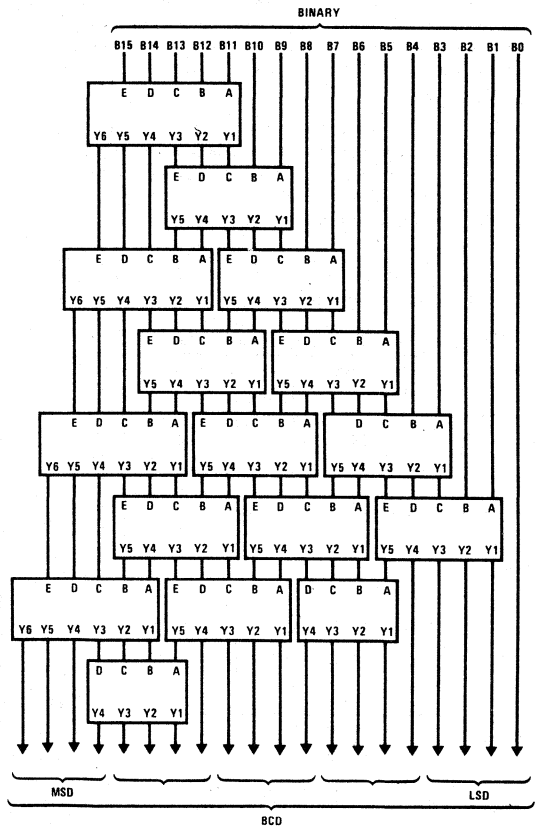 BINARY
B15 B14 B13 B12 B11 B10 B9 B8 B7 B6 B5 B4 B3 B2 B1 B0
E D C B A
Y6 Y5 Y4 Y3 Y2 Y1
E D C B A
Y5 Y4 Y3 Y2 Y1
E D C B A E D C B A
Y6 Y5 Y4 Y3 Y2 Y1 Y5 Y4 Y3 Y2 Y1
E D C B A E D C B A
Y5 Y4 Y3 Y2 Y1 Y5 Y4 Y3 Y2 Y1
E D C B A E D C B A D C B A
Y6 Y5 Y4 Y3 Y2 Y1 Y5 Y4 Y3 Y2 Y1 Y5 Y4 Y3 Y2 Y1
E D C B A E D C B A E D C B A
Y5 Y4 Y3 Y2 Y1 Y5 Y4 Y3 Y2 Y1 Y5 Y4 Y3 Y2 Y1
E D C B A E D C B A D C B A
Y6 Y5 Y4 Y3 Y2 Y1 Y5 Y4 Y3 Y2 Y1 Y4 Y3 Y2 Y1
D C B A
Y4 Y3 Y2 Y1
MSD LSD
BCD